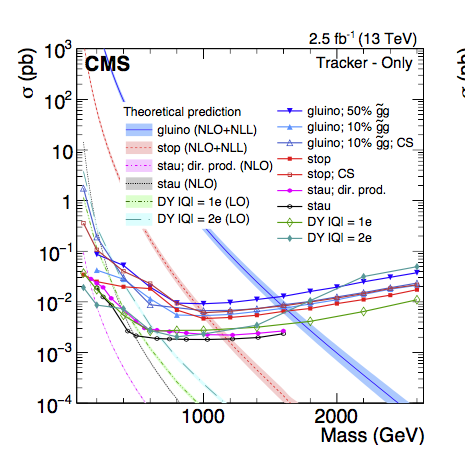 2.5 fb⁻¹ (13 TeV)
CMS
Tracker - Only
σ (pb)
σ (pb)
Theoretical prediction
gluino (NLO+NLL)
stop (NLO+NLL)
stau; dir. prod. (NLO)
stau (NLO)
DY |Q| = 1e (LO)
DY |Q| = 2e (LO)
gluino; 50% g̃g
gluino; 10% g̃g
gluino; 10% g̃g; CS
stop
stop; CS
stau; dir. prod.
stau
DY |Q| = 1e
DY |Q| = 2e
10³
10²
10
1
10⁻¹
10⁻²
10⁻³
10⁻⁴
1000
2000
Mass (GeV)